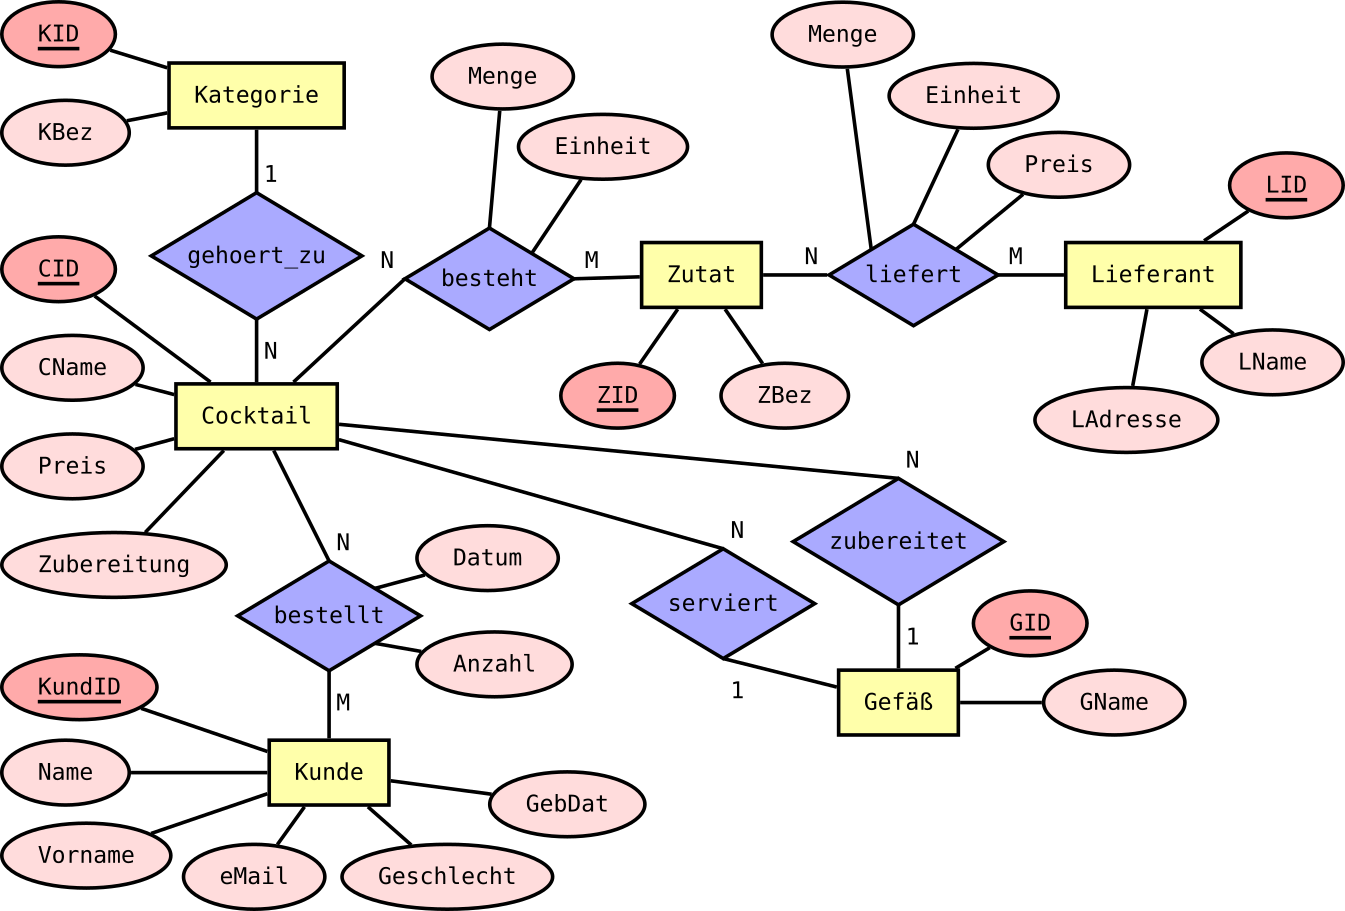 KID
Menge
Menge
Kategorie
Einheit
KBez
Einheit
Preis
1
LID
gehoert_zu
N
besteht
M
Zutat
N
liefert
M
Lieferant
CID
N
CName
ZID
ZBez
LName
LAdresse
Cocktail
Preis
N
N
N
zubereitet
Datum
Zubereitung
bestellt
serviert
1
GID
Anzahl
KundID
M
1
Gefäß
GName
Name
Kunde
GebDat
Vorname
eMail
Geschlecht